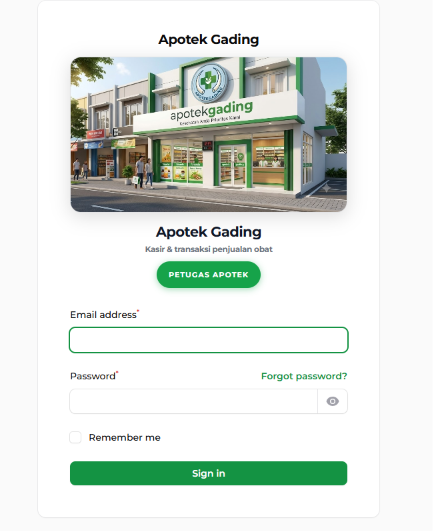 Apotek Gading
apotekgading
Apotek Gading
Kasir & transaksi penjualan obat
PETUGAS APOTEK
Email address*
Password*
Forgot password?
Remember me
Sign in